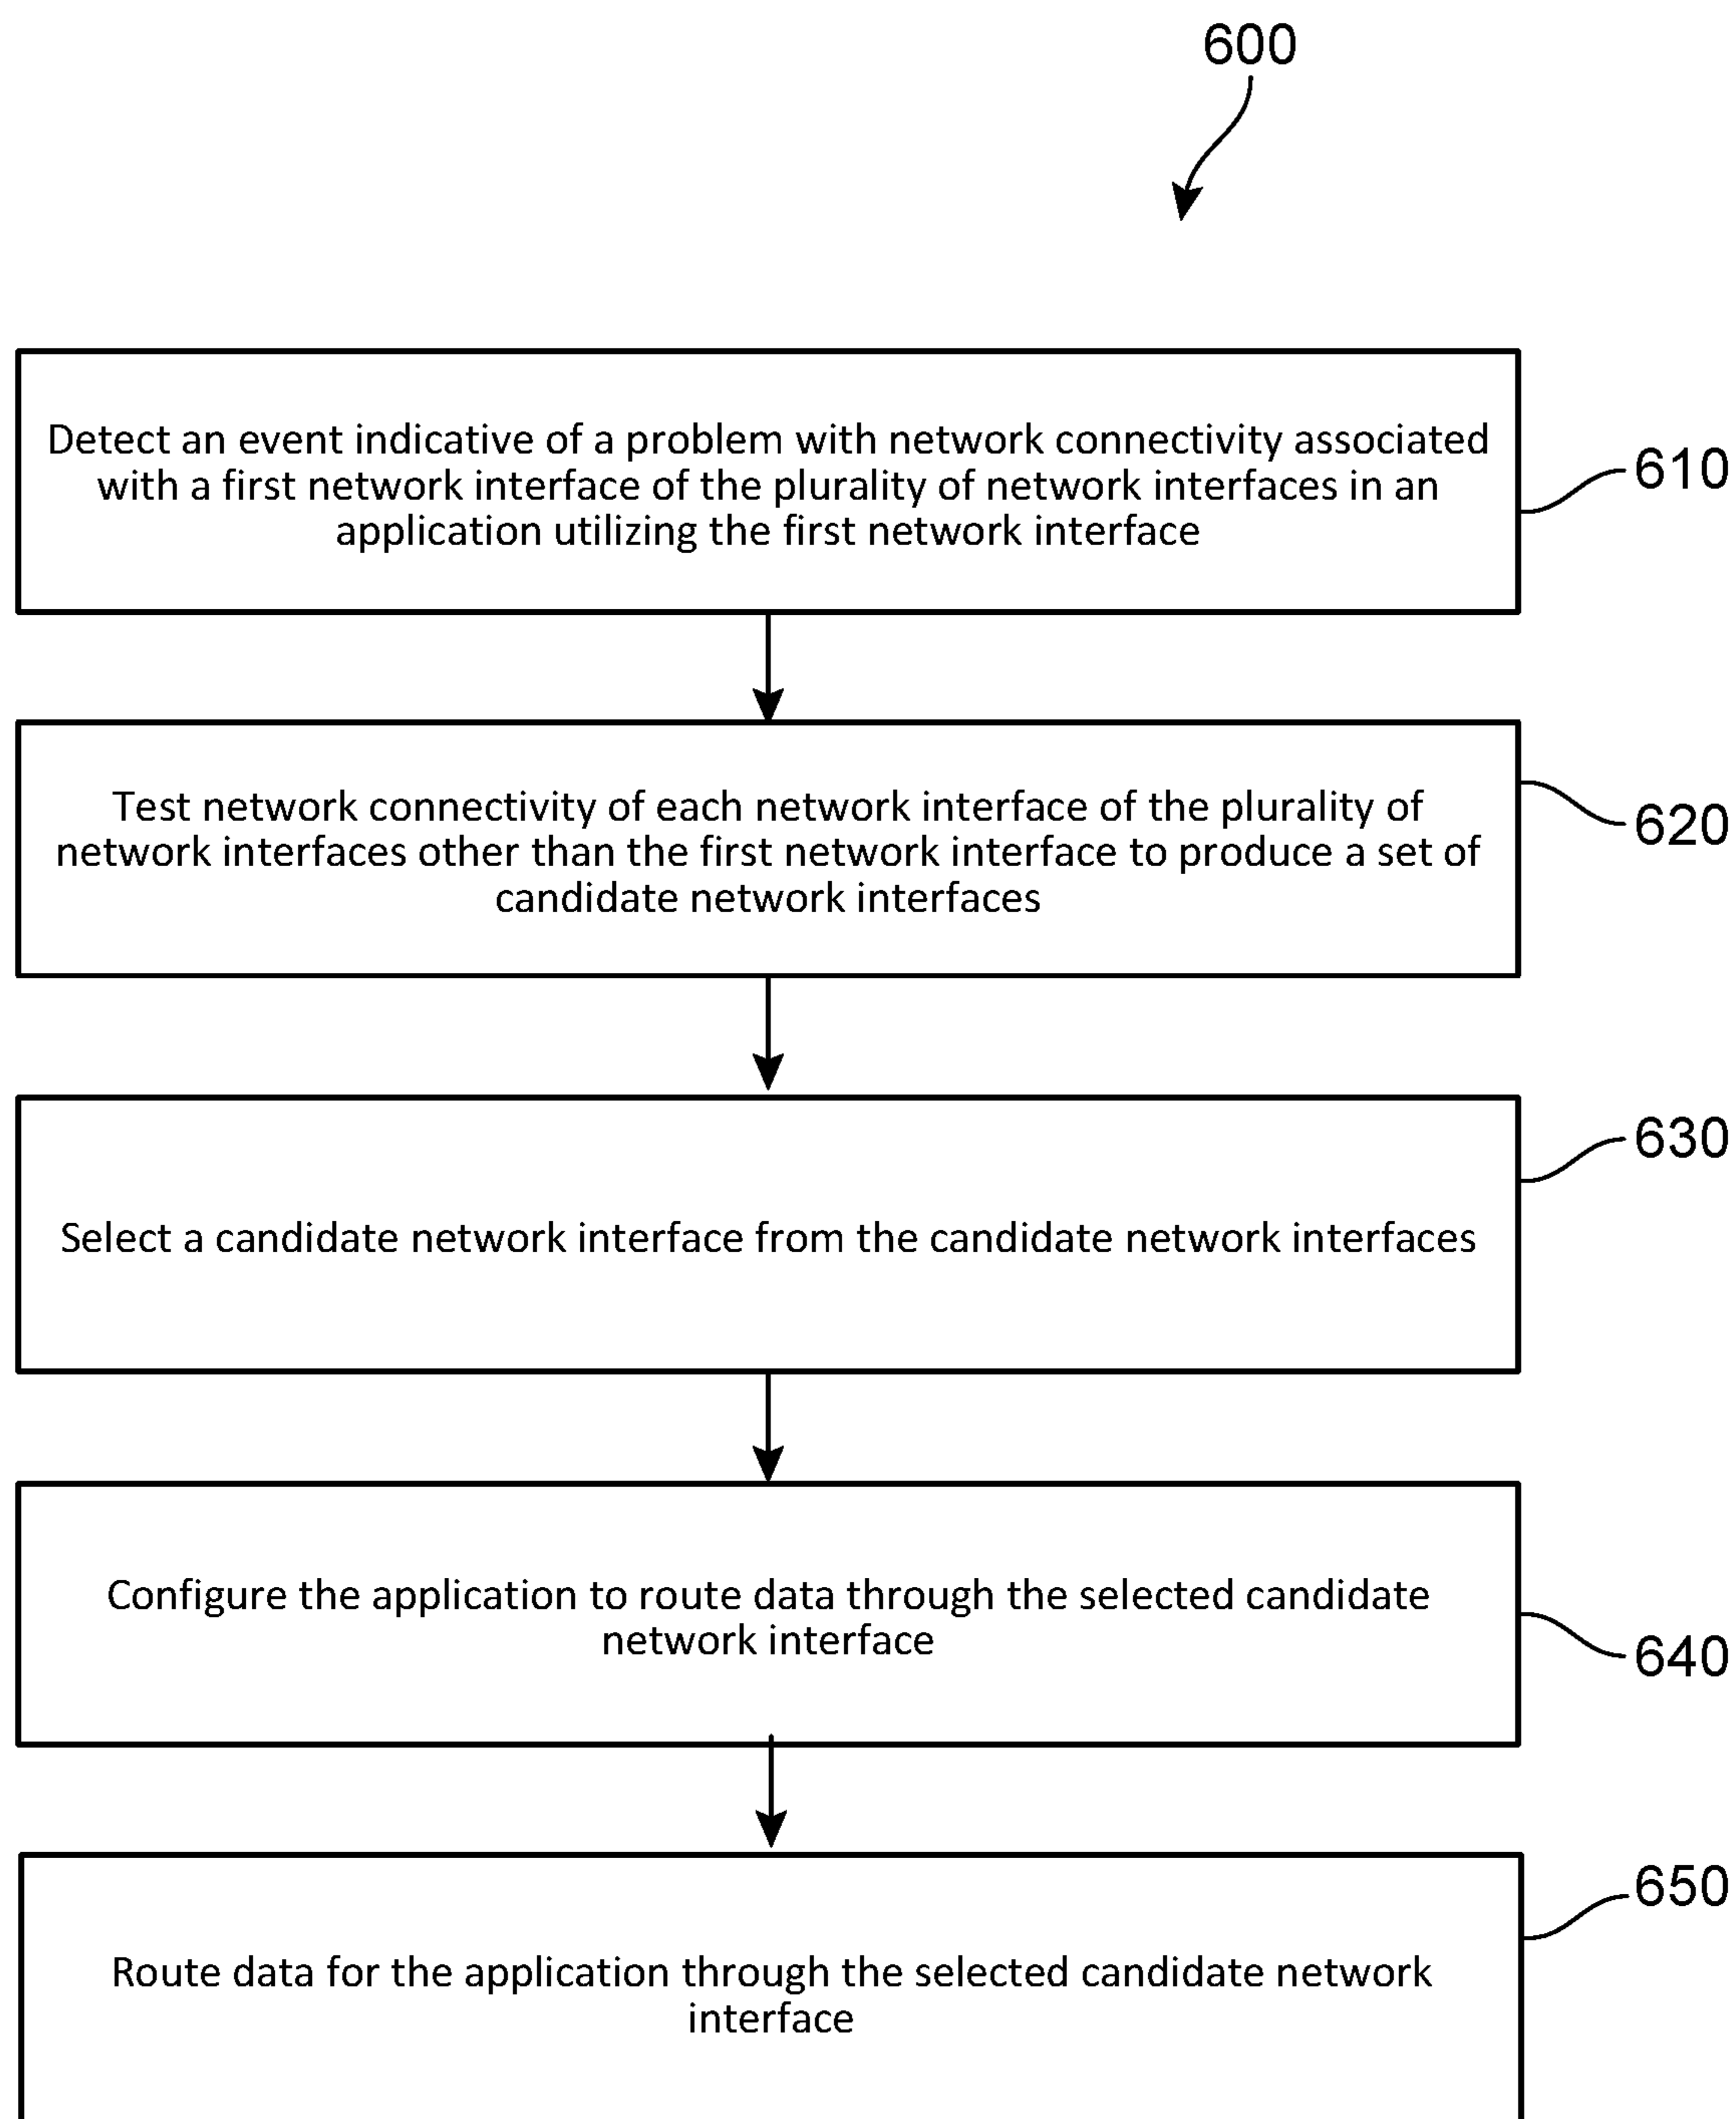 600
Detect an event indicative of a problem with network connectivity associated
with a first network interface of the plurality of network interfaces in an
application utilizing the first network interface
610
Test network connectivity of each network interface of the plurality of
network interfaces other than the first network interface to produce a set of
candidate network interfaces
620
Select a candidate network interface from the candidate network interfaces
630
Configure the application to route data through the selected candidate
network interface
640
Route data for the application through the selected candidate network
interface
650